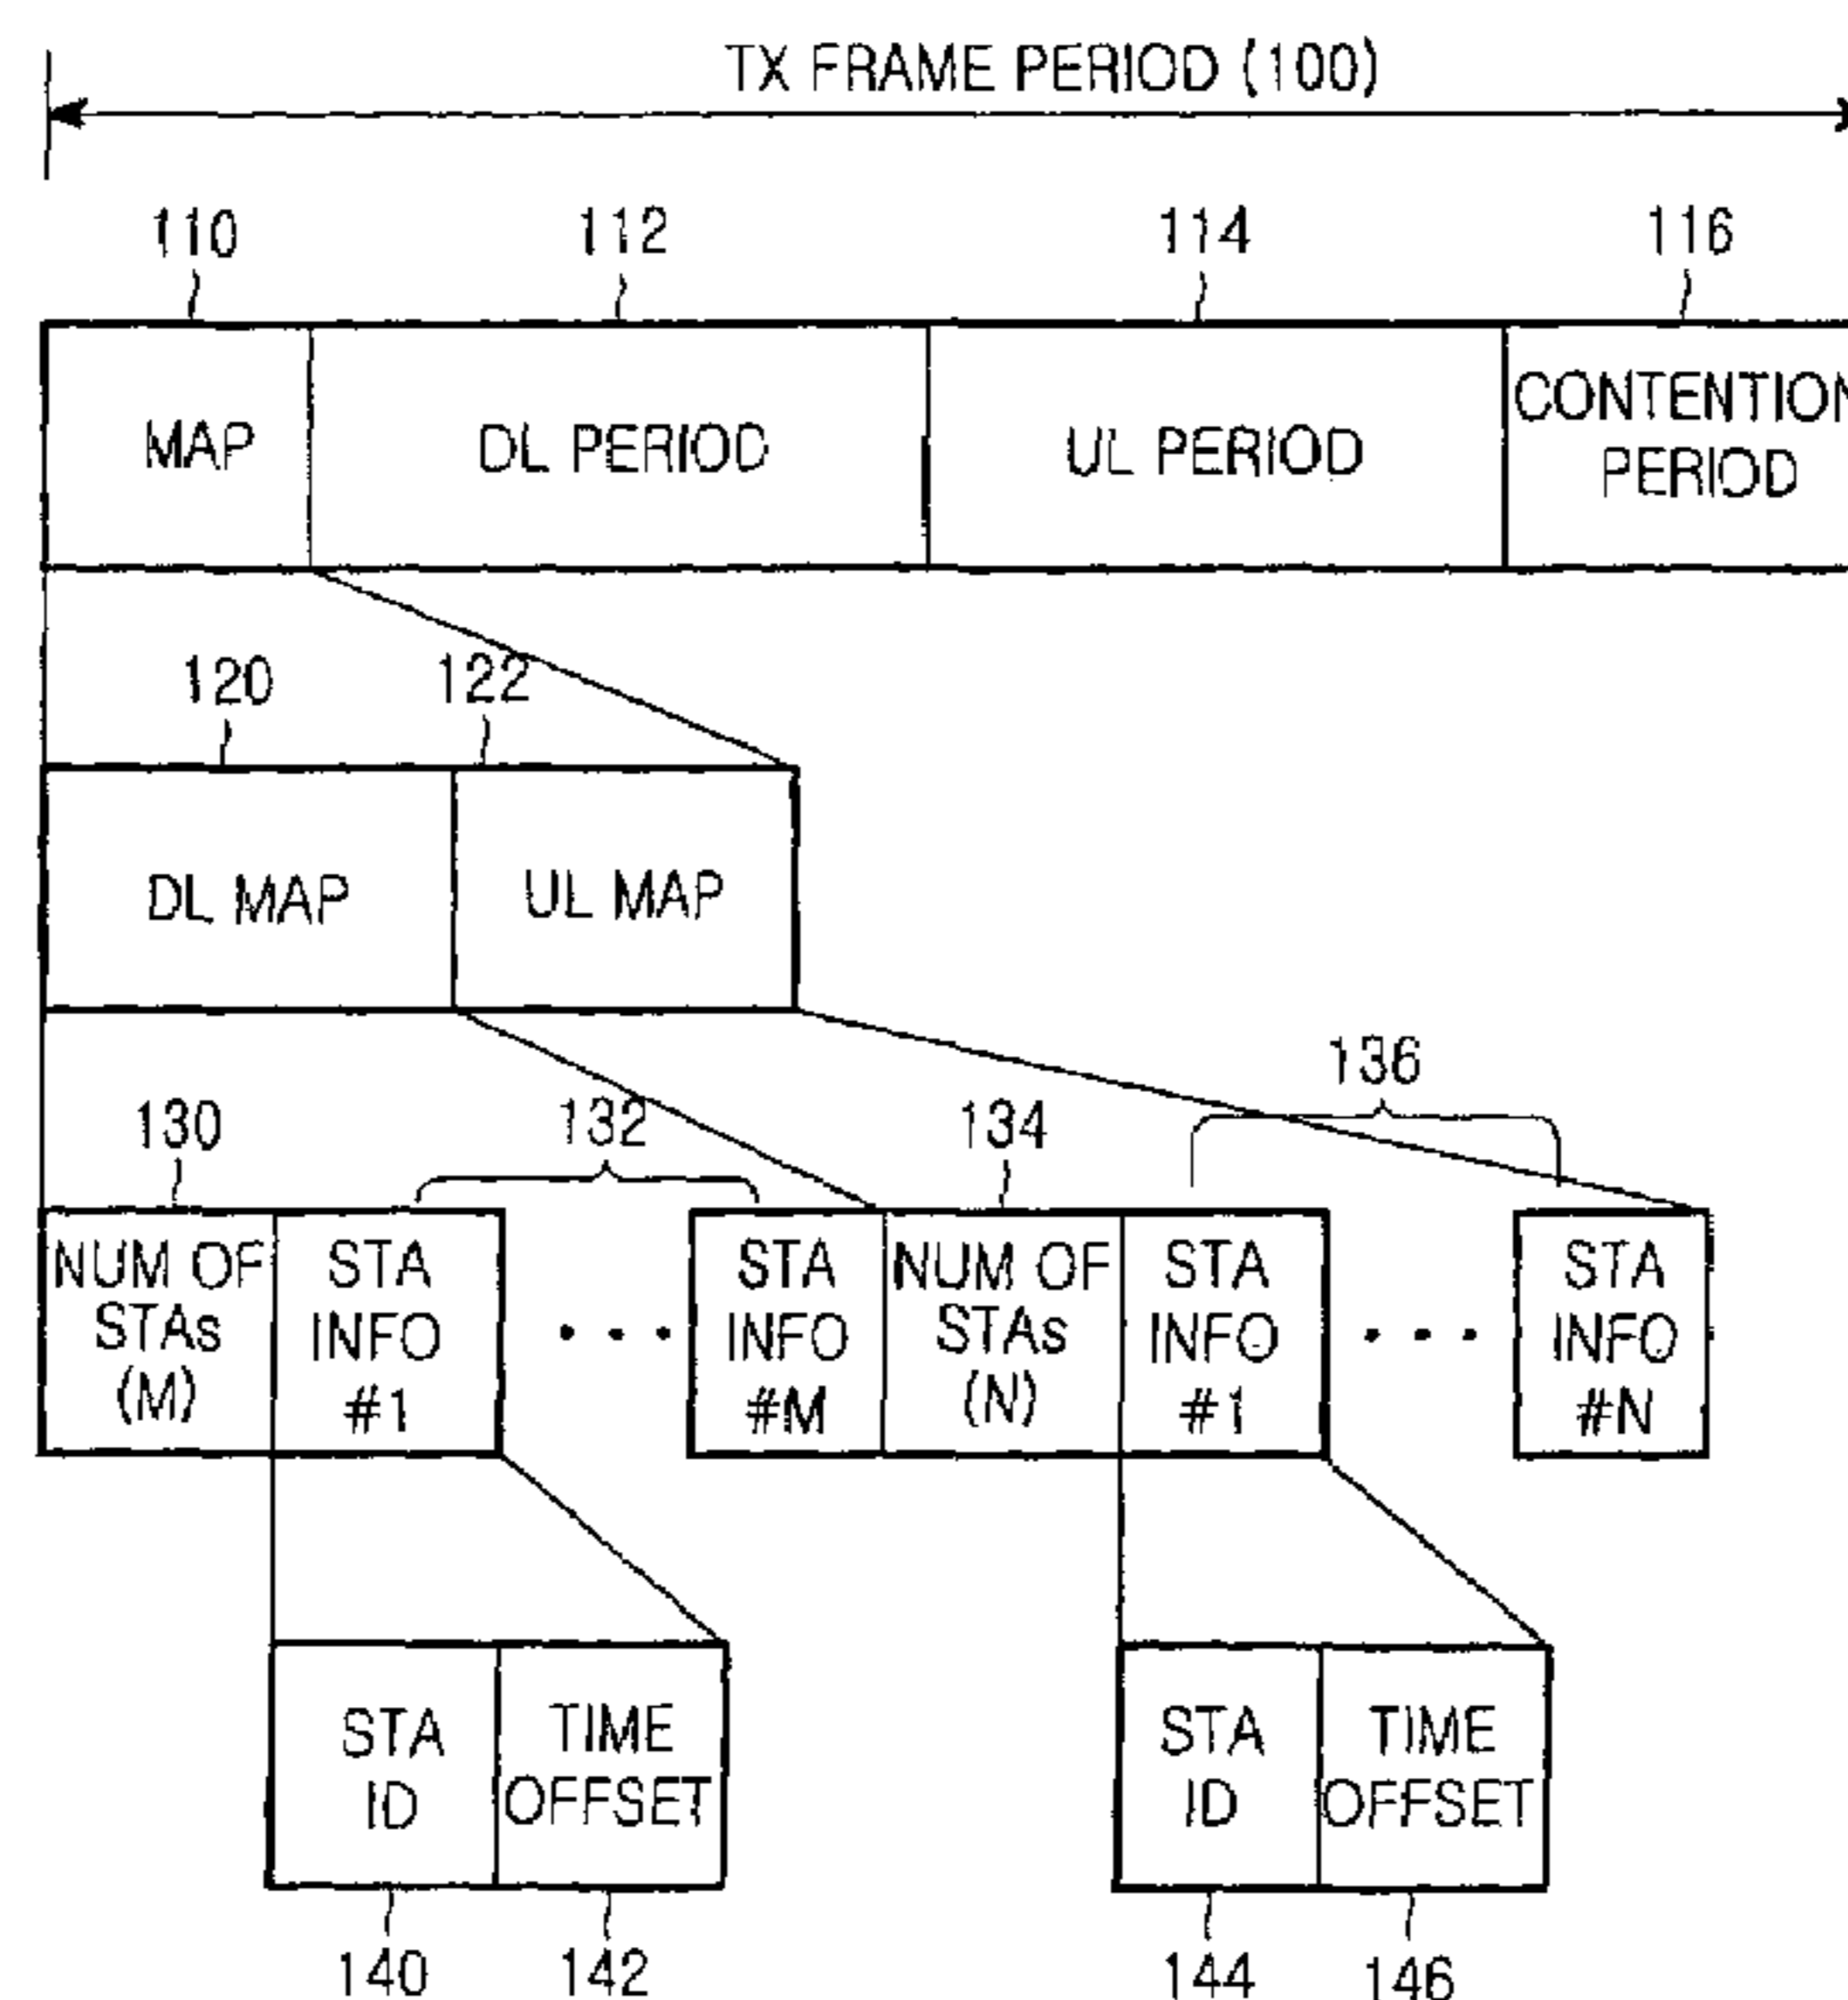 TX FRAME PERIOD (100)
110 112 114 116
MAP DL PERIOD UL PERIOD CONTENTION
PERIOD
120 122
DL MAP UL MAP
136
130 132 134
NUM OF STA STA NUM OF STA STA
STAs INFO • • • INFO STAs INFO • • • INFO
(M) #1 #M (N) #1 #N
STA TIME STA TIME
ID OFFSET ID OFFSET
140 142 144 146